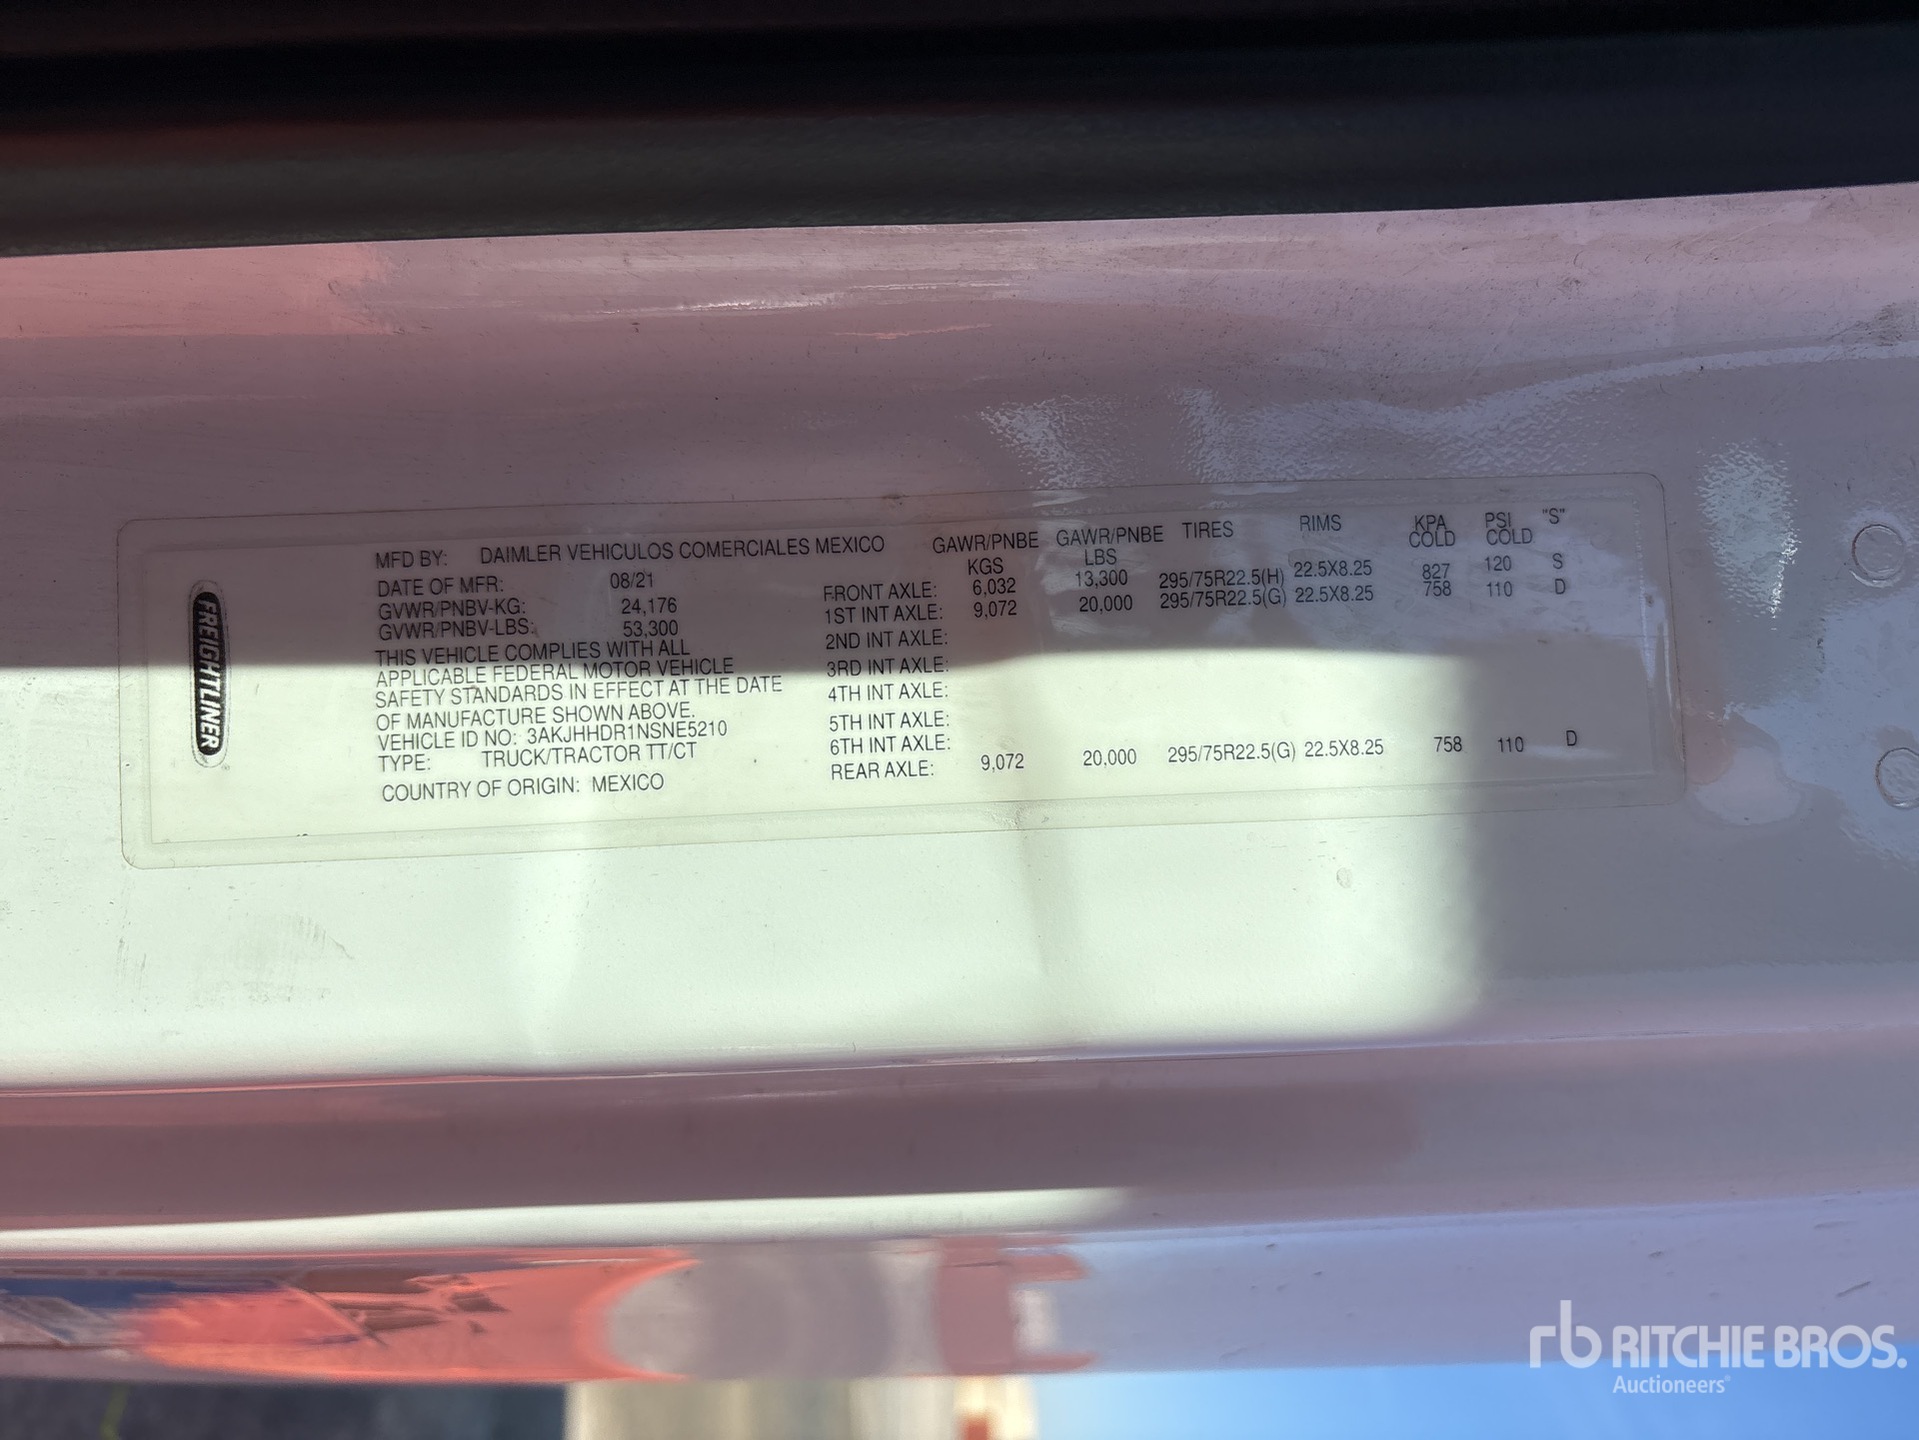 FREIGHTLINER
MFD BY: DAIMLER VEHICULOS COMERCIALES MEXICO
DATE OF MFR: 08/21
GVWR/PNBV-KG: 24,176
GVWR/PNBV-LBS: 53,300
THIS VEHICLE COMPLIES WITH ALL
APPLICABLE FEDERAL MOTOR VEHICLE
SAFETY STANDARDS IN EFFECT AT THE DATE
OF MANUFACTURE SHOWN ABOVE.
VEHICLE ID NO: 3AKJHHDR1NSNE5210
TYPE: TRUCK/TRACTOR TT/CT
COUNTRY OF ORIGIN: MEXICO
GAWR/PNBE GAWR/PNBE TIRES RIMS KPA PSI "S"
KGS LBS COLD COLD
FRONT AXLE: 6,032 13,300 295/75R22.5(H) 22.5X8.25 827 120 S
1ST INT AXLE: 9,072 20,000 295/75R22.5(G) 22.5X8.25 758 110 D
2ND INT AXLE:
3RD INT AXLE:
4TH INT AXLE:
5TH INT AXLE:
6TH INT AXLE:
REAR AXLE: 9,072 20,000 295/75R22.5(G) 22.5X8.25 758 110 D
rb RITCHIE BROS.
Auctioneers